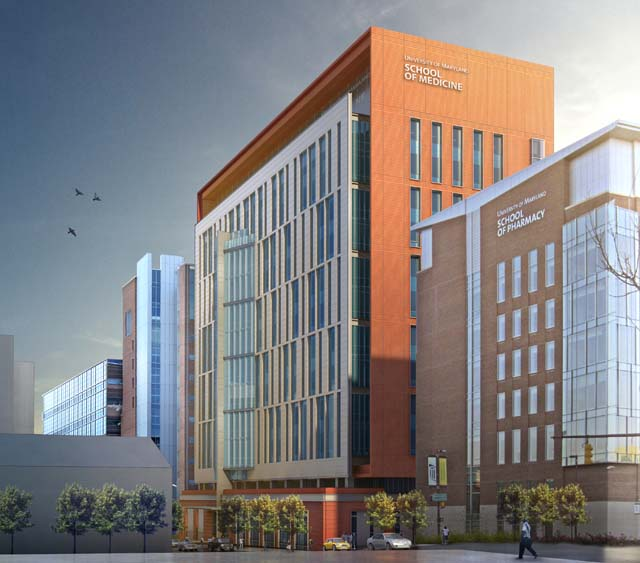 UNIVERSITY OF MARYLAND
SCHOOL
OF MEDICINE
UNIVERSITY OF MARYLAND
SCHOOL
OF PHARMACY